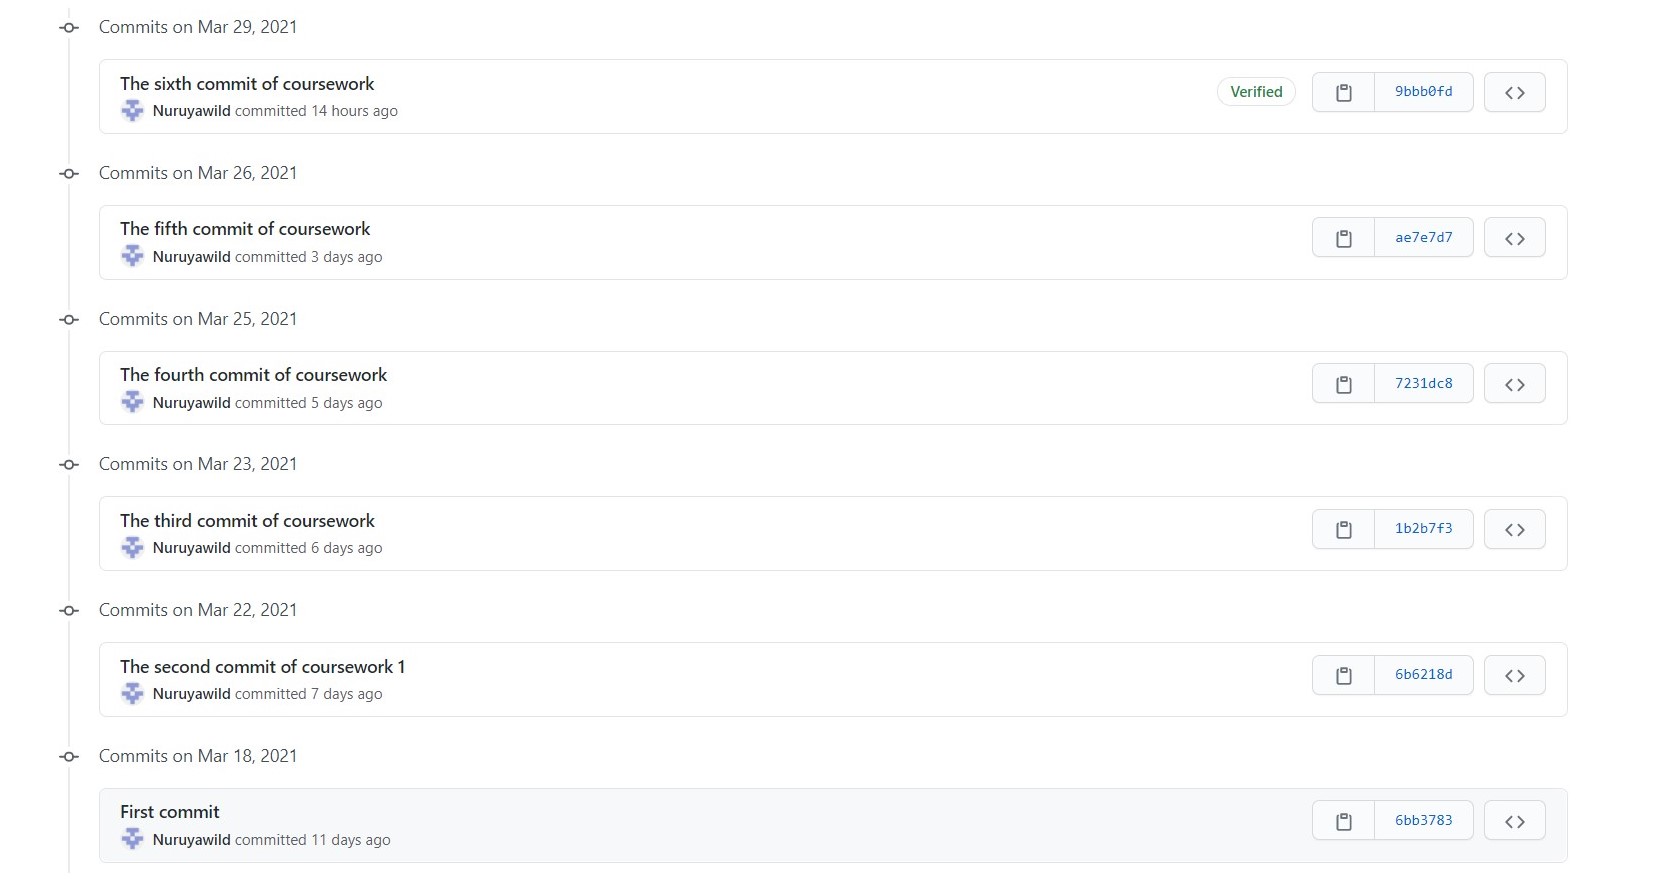 Commits on Mar 29, 2021
The sixth commit of coursework
Nuruyawild committed 14 hours ago
Verified
9bbb0fd
Commits on Mar 26, 2021
The fifth commit of coursework
Nuruyawild committed 3 days ago
ae7e7d7
Commits on Mar 25, 2021
The fourth commit of coursework
Nuruyawild committed 5 days ago
7231dc8
Commits on Mar 23, 2021
The third commit of coursework
Nuruyawild committed 6 days ago
1b2b7f3
Commits on Mar 22, 2021
The second commit of coursework 1
Nuruyawild committed 7 days ago
6b6218d
Commits on Mar 18, 2021
First commit
Nuruyawild committed 11 days ago
6bb3783